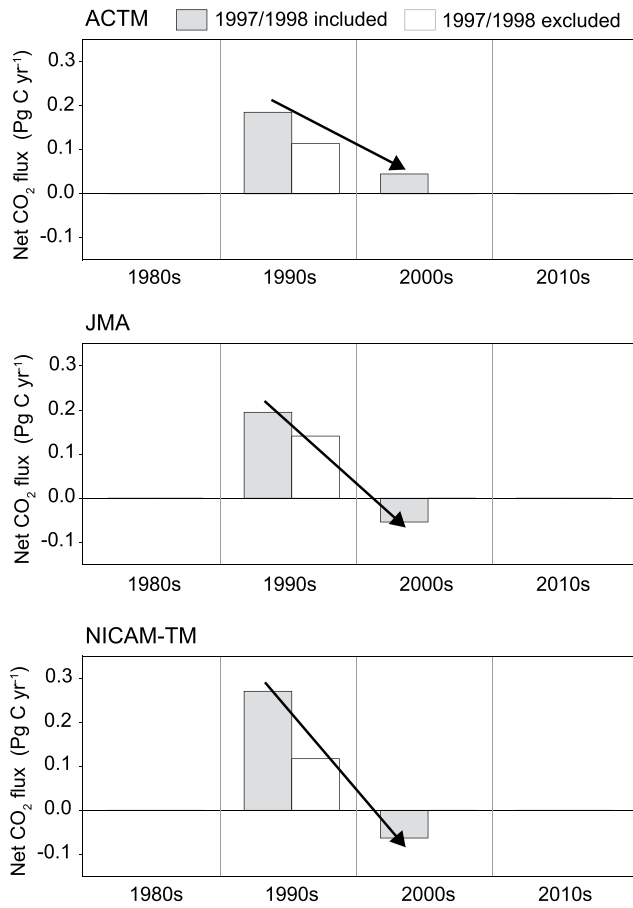 ACTM 1997/1998 included 1997/1998 excluded
Net CO₂ flux (Pg C yr⁻¹)
0.3
0.2
0.1
0.0
-0.1
1980s 1990s 2000s 2010s
JMA
Net CO₂ flux (Pg C yr⁻¹)
0.3
0.2
0.1
0.0
-0.1
1980s 1990s 2000s 2010s
NICAM-TM
Net CO₂ flux (Pg C yr⁻¹)
0.3
0.2
0.1
0.0
-0.1
1980s 1990s 2000s 2010s